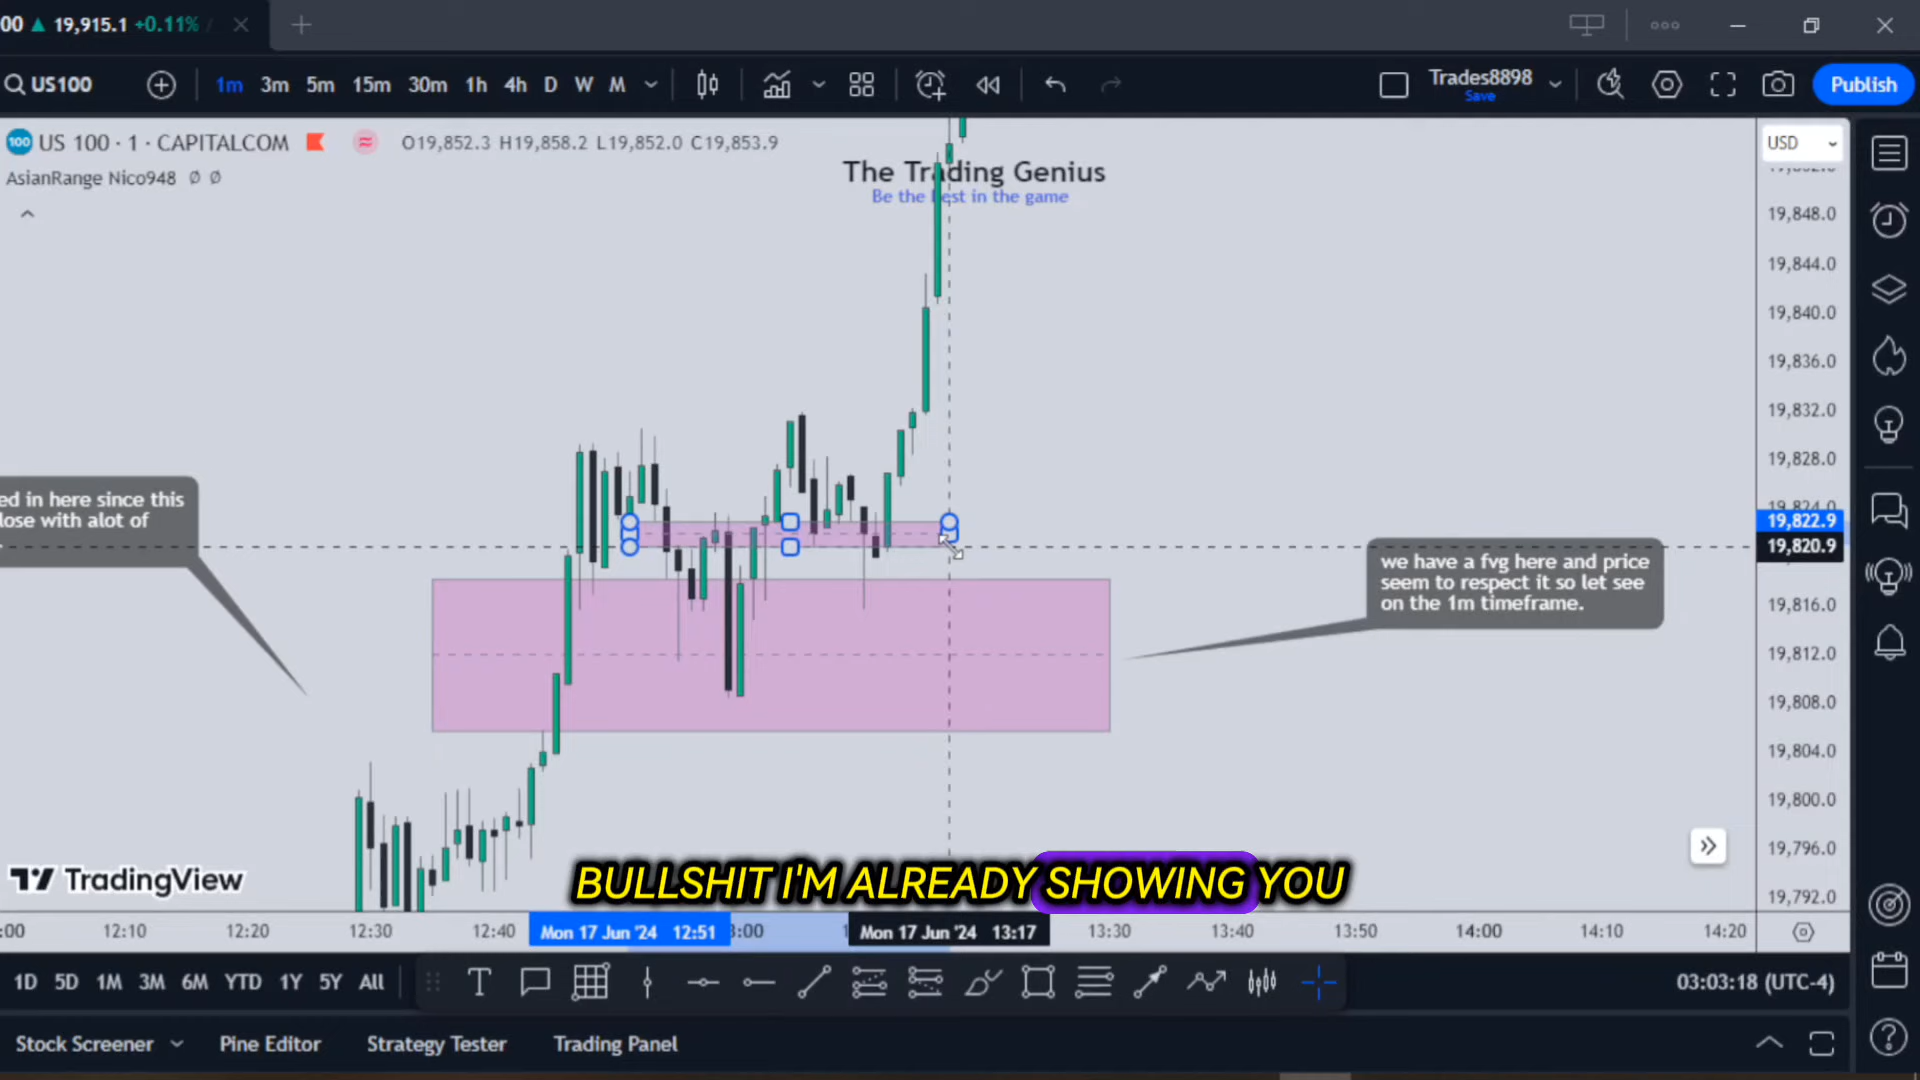 00 ▲ 19,915.1 +0.11% /
US100
1m 3m 5m 15m 30m 1h 4h D W M
Trades8898
Save
Publish
100 US 100 · 1 · CAPITALCOM
O19,852.3 H19,858.2 L19,852.0 C19,853.9
AsianRange Nico948 Ø Ø
The Trading Genius
Be the best in the game
USD
19,848.0
19,844.0
19,840.0
19,836.0
19,832.0
19,828.0
19,824.0
19,822.9
19,820.9
19,816.0
19,812.0
19,808.0
19,804.0
19,800.0
19,796.0
19,792.0
ed in here since this
lose with alot of
we have a fvg here and price
seem to respect it so let see
on the 1m timeframe.
TradingView
BULLSHIT I'M ALREADY SHOWING YOU
:00 12:10 12:20 12:30 12:40 Mon 17 Jun '24 12:51 3:00 Mon 17 Jun '24 13:17 13:30 13:40 13:50 14:00 14:10 14:20
1D 5D 1M 3M 6M YTD 1Y 5Y All
03:03:18 (UTC-4)
Stock Screener Pine Editor Strategy Tester Trading Panel